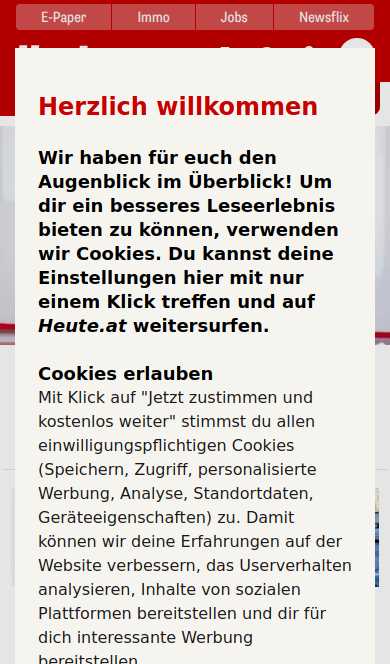 E-Paper Immo Jobs Newsflix
Herzlich willkommen
Wir haben für euch den
Augenblick im Überblick! Um
dir ein besseres Leseerlebnis
bieten zu können, verwenden
wir Cookies. Du kannst deine
Einstellungen hier mit nur
einem Klick treffen und auf
Heute.at weitersurfen.
Cookies erlauben
Mit Klick auf "Jetzt zustimmen und
kostenlos weiter" stimmst du allen
einwilligungspflichtigen Cookies
(Speichern, Zugriff, personalisierte
Werbung, Analyse, Standortdaten,
Geräteeigenschaften) zu. Damit
können wir deine Erfahrungen auf der
Website verbessern, das Userverhalten
analysieren, Inhalte von sozialen
Plattformen bereitstellen und dir für
dich interessante Werbung
bereitstellen